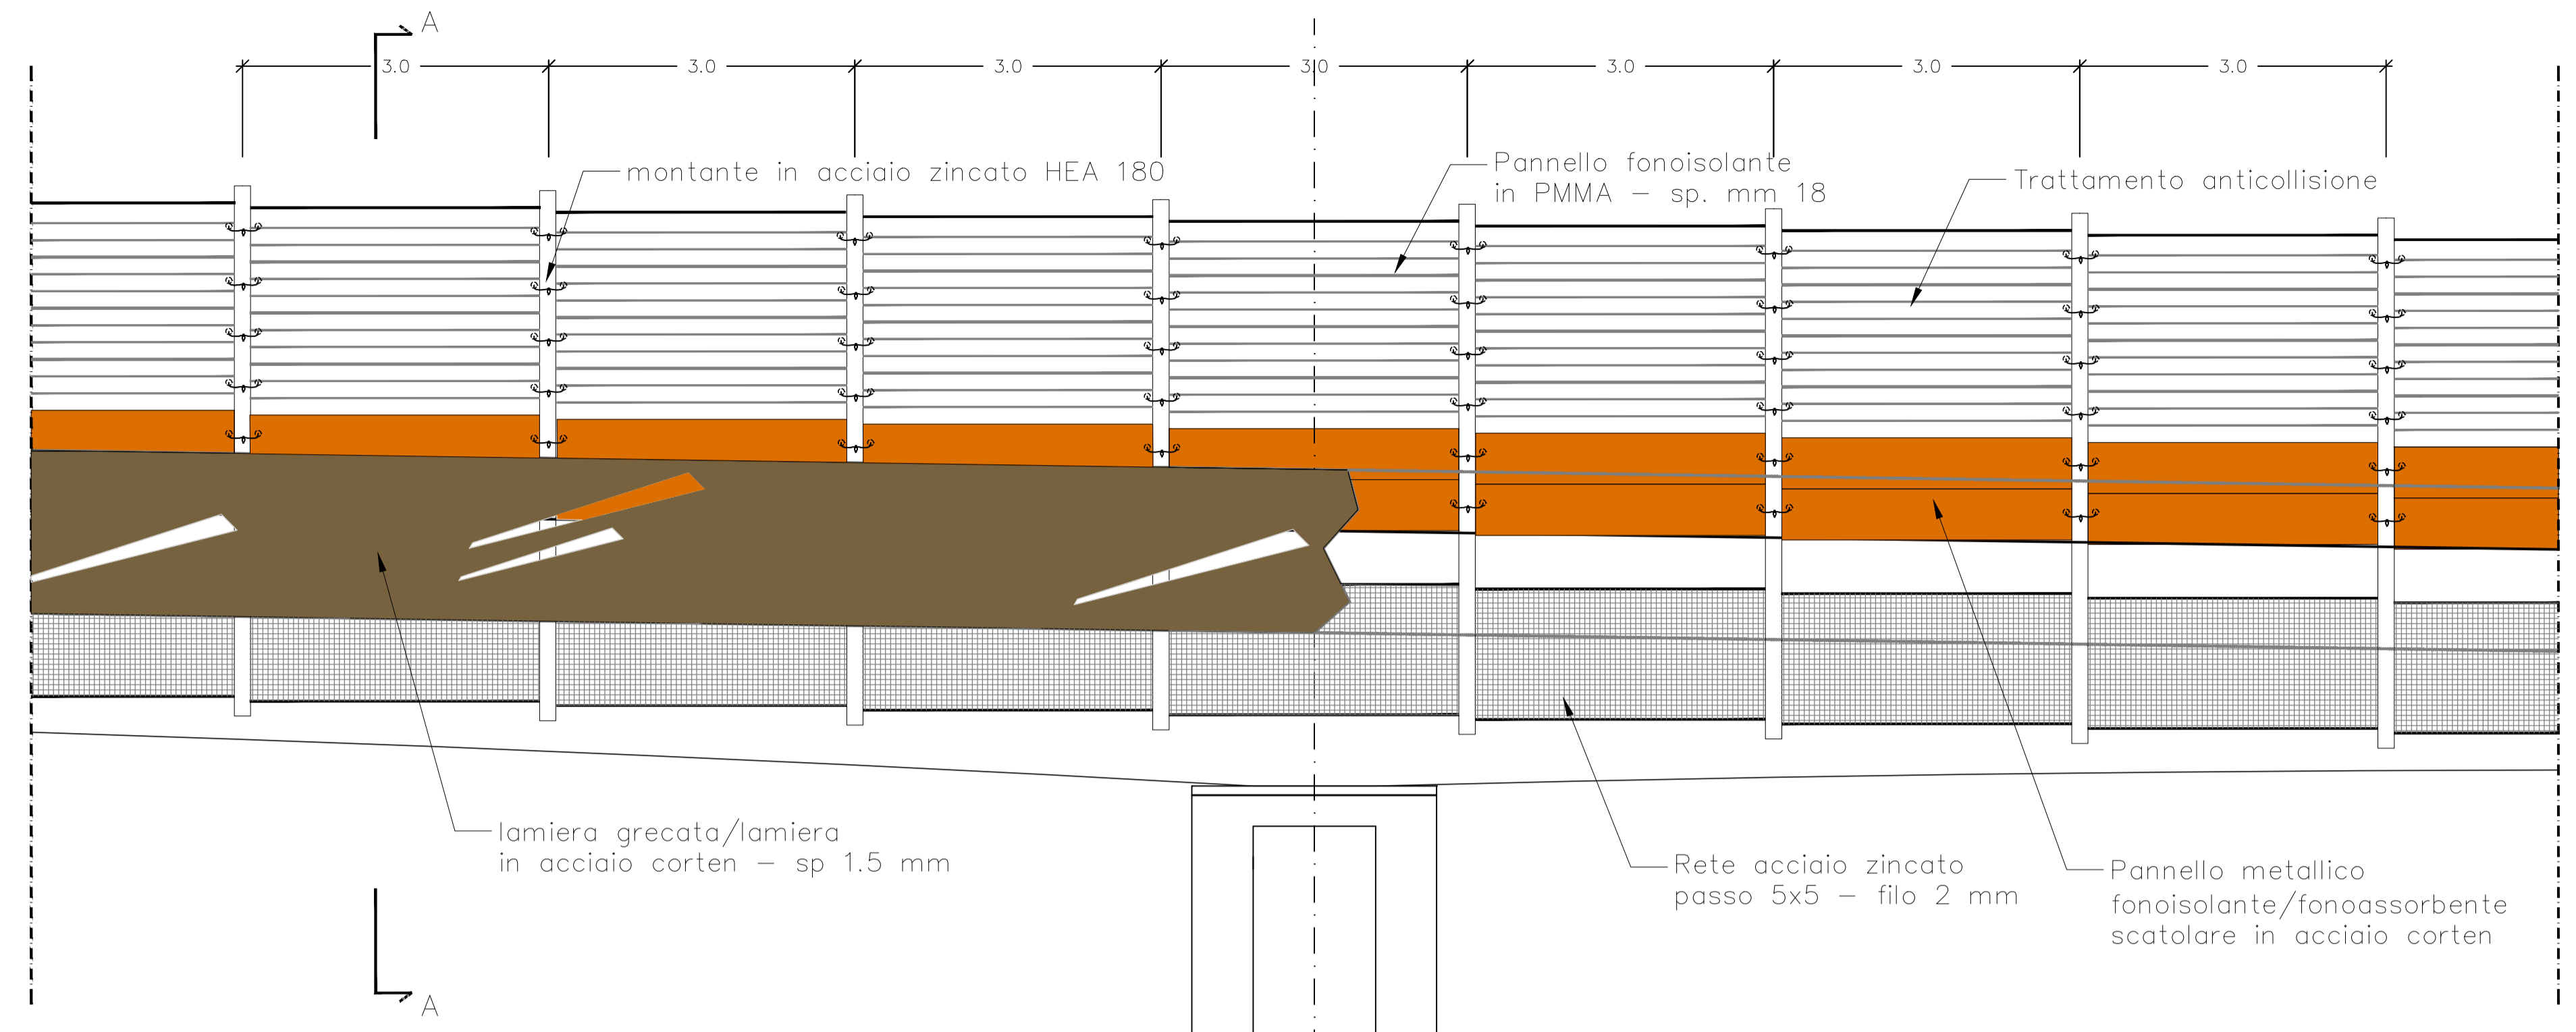 A
3.0 3.0 3.0 3.0 3.0 3.0 3.0
montante in acciaio zincato HEA 180
Pannello fonoisolante
in PMMA – sp. mm 18
Trattamento anticollisione
lamiera grecata/lamiera
in acciaio corten – sp 1.5 mm
Rete acciaio zincato
passo 5x5 – filo 2 mm
Pannello metallico
fonoisolante/fonoassorbente
scatolare in acciaio corten
A